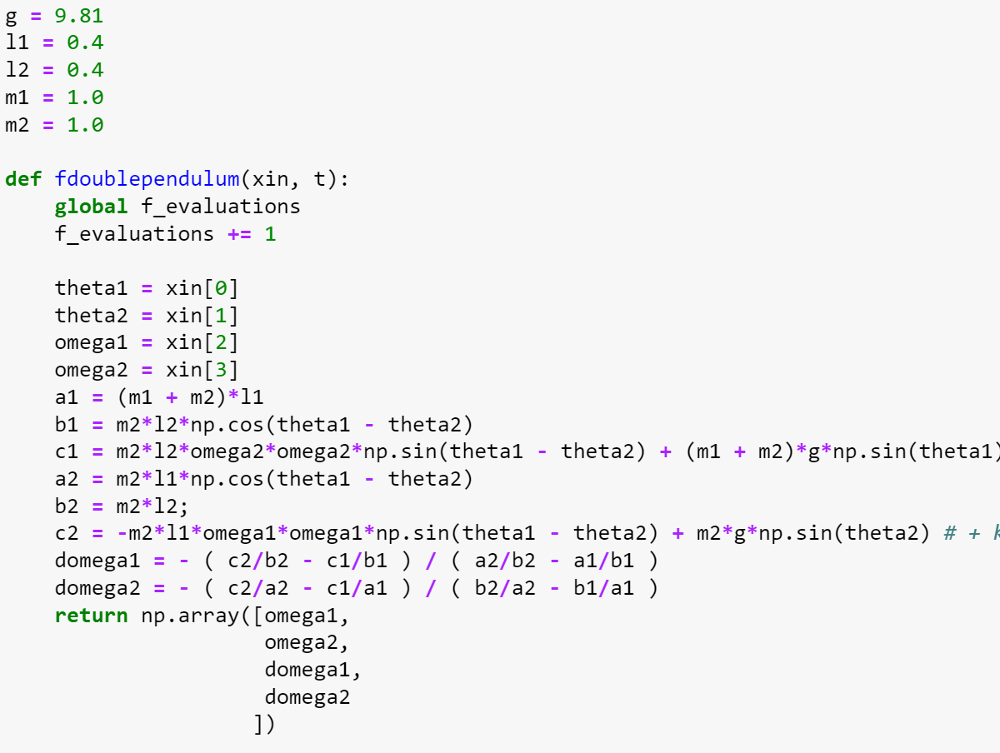 g = 9.81
l1 = 0.4
l2 = 0.4
m1 = 1.0
m2 = 1.0

def fdoublependulum(xin, t):
    global f_evaluations
    f_evaluations += 1

    theta1 = xin[0]
    theta2 = xin[1]
    omega1 = xin[2]
    omega2 = xin[3]
    a1 = (m1 + m2)*l1
    b1 = m2*l2*np.cos(theta1 - theta2)
    c1 = m2*l2*omega2*omega2*np.sin(theta1 - theta2) + (m1 + m2)*g*np.sin(theta1)
    a2 = m2*l1*np.cos(theta1 - theta2)
    b2 = m2*l2;
    c2 = -m2*l1*omega1*omega1*np.sin(theta1 - theta2) + m2*g*np.sin(theta2) # +
    domega1 = - ( c2/b2 - c1/b1 ) / ( a2/b2 - a1/b1 )
    domega2 = - ( c2/a2 - c1/a1 ) / ( b2/a2 - b1/a1 )
    return np.array([omega1,
                     omega2,
                     domega1,
                     domega2
                    ])